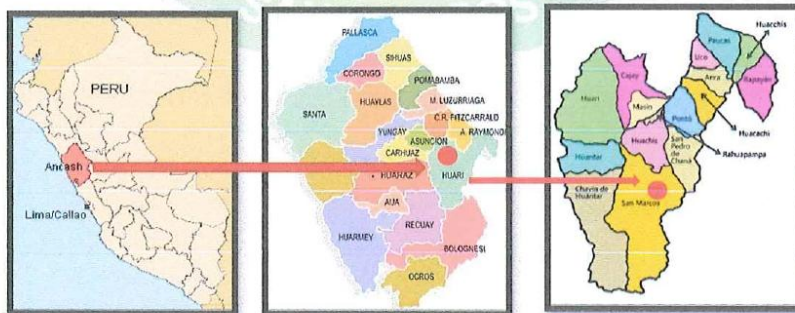 PERU
Ancash
Lima/Callao
PALLASCA
SIHUAS
CORONGO
POMABAMBA
HUAYLAS
M. LUZURRIAGA
SANTA
C.R. FITZCARRALD
YUNGAY
A. RAYMONDI
ASUNCION
CARHUAZ
HUARI
HUARAZ
AIJA
RECUAY
HUARMEY
BOLOGNESI
OCROS
Paucas
Huacchis
Uco
Cajay
Rapayán
Anra
Huari
Masin
Ponto
Huacachi
Huachis
San
Pedro
de
Chaná
Rahuapampa
Huántar
Chavín de
Huántar
San Marcos